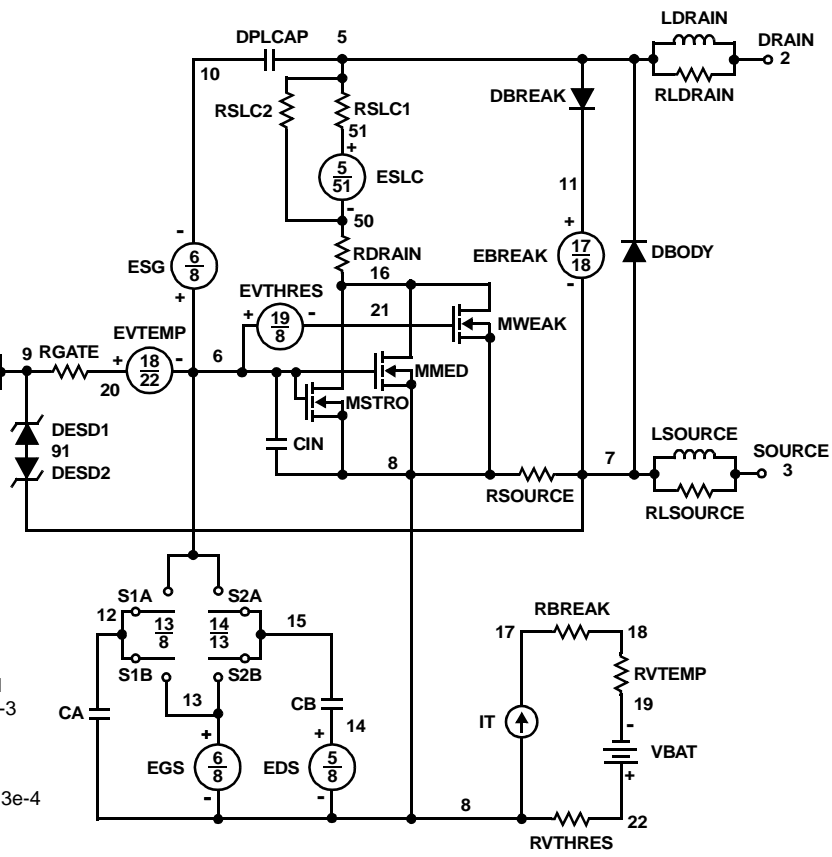 LDRAIN
DPLCAP 5 DRAIN
10 2
RLDRAIN
DBREAK
RSLC2 RSLC1
51
+
5
51
ESLC
-
50
11
- +
RDRAIN
6
8
ESG
16
EBREAK
17
18
DBODY
+ -
EVTHRES
+ 19
8
- 21
MWEAK
EVTEMP
9 RGATE + 18
22
- 6
20
MMED
MSTRO
DESD1
91
DESD2
CIN
LSOURCE
8 7 SOURCE
3
RSOURCE
RLSOURCE
S1A S2A
12 13
8
14
13
15
RBREAK
17 18
S1B S2B
RVTEMP
13
CA CB 19
-3
14 IT -
+ +
VBAT
EGS 6
8
EDS 5
8
+
- -
3e-4
8 22
RVTHRES